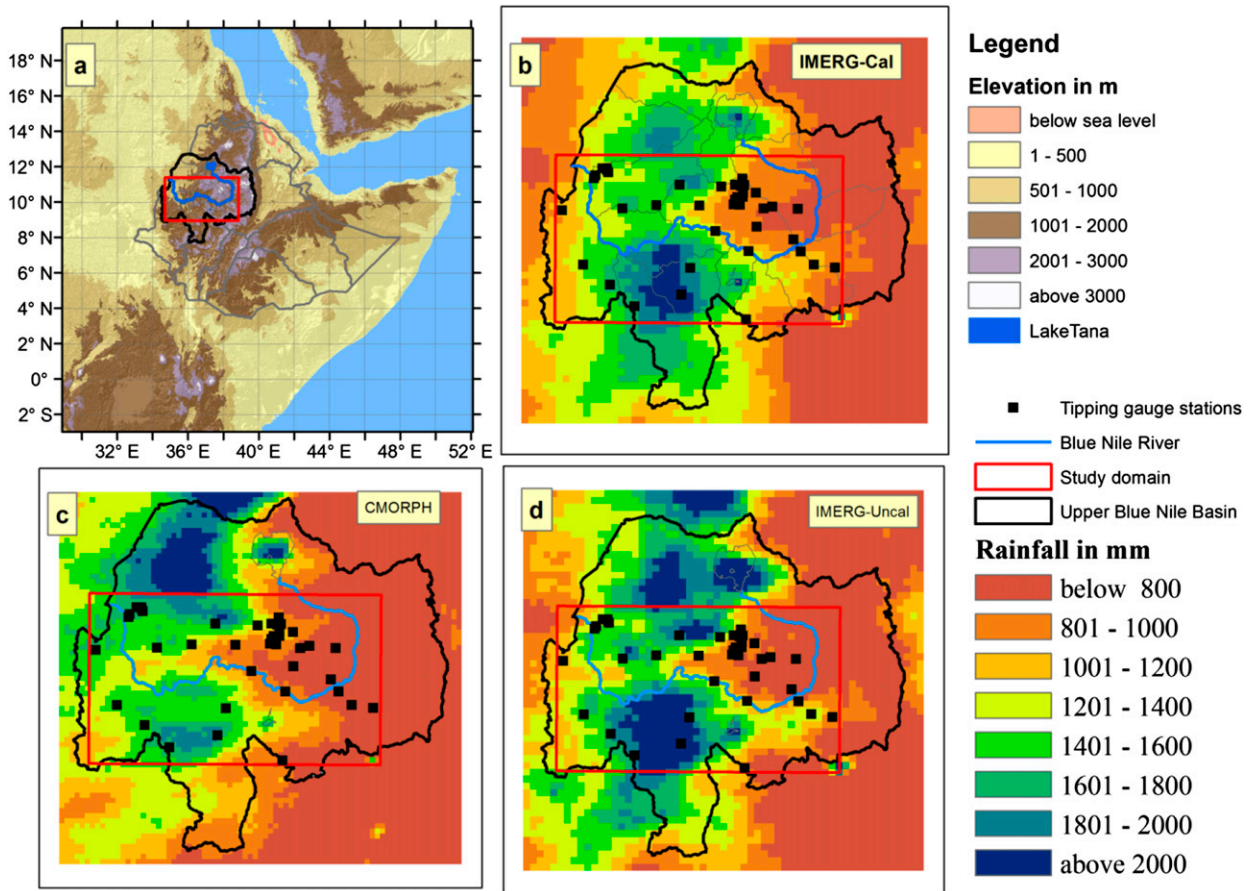 a
18° N
16° N
14° N
12° N
10° N
8° N
6° N
4° N
2° N
0°
2° S
32° E 36° E 40° E 44° E 48° E 52° E
b
IMERG-Cal
c
CMORPH
d
IMERG-Uncal
Legend
Elevation in m
below sea level
1 - 500
501 - 1000
1001 - 2000
2001 - 3000
above 3000
LakeTana
Tipping gauge stations
Blue Nile River
Study domain
Upper Blue Nile Basin
Rainfall in mm
below 800
801 - 1000
1001 - 1200
1201 - 1400
1401 - 1600
1601 - 1800
1801 - 2000
above 2000